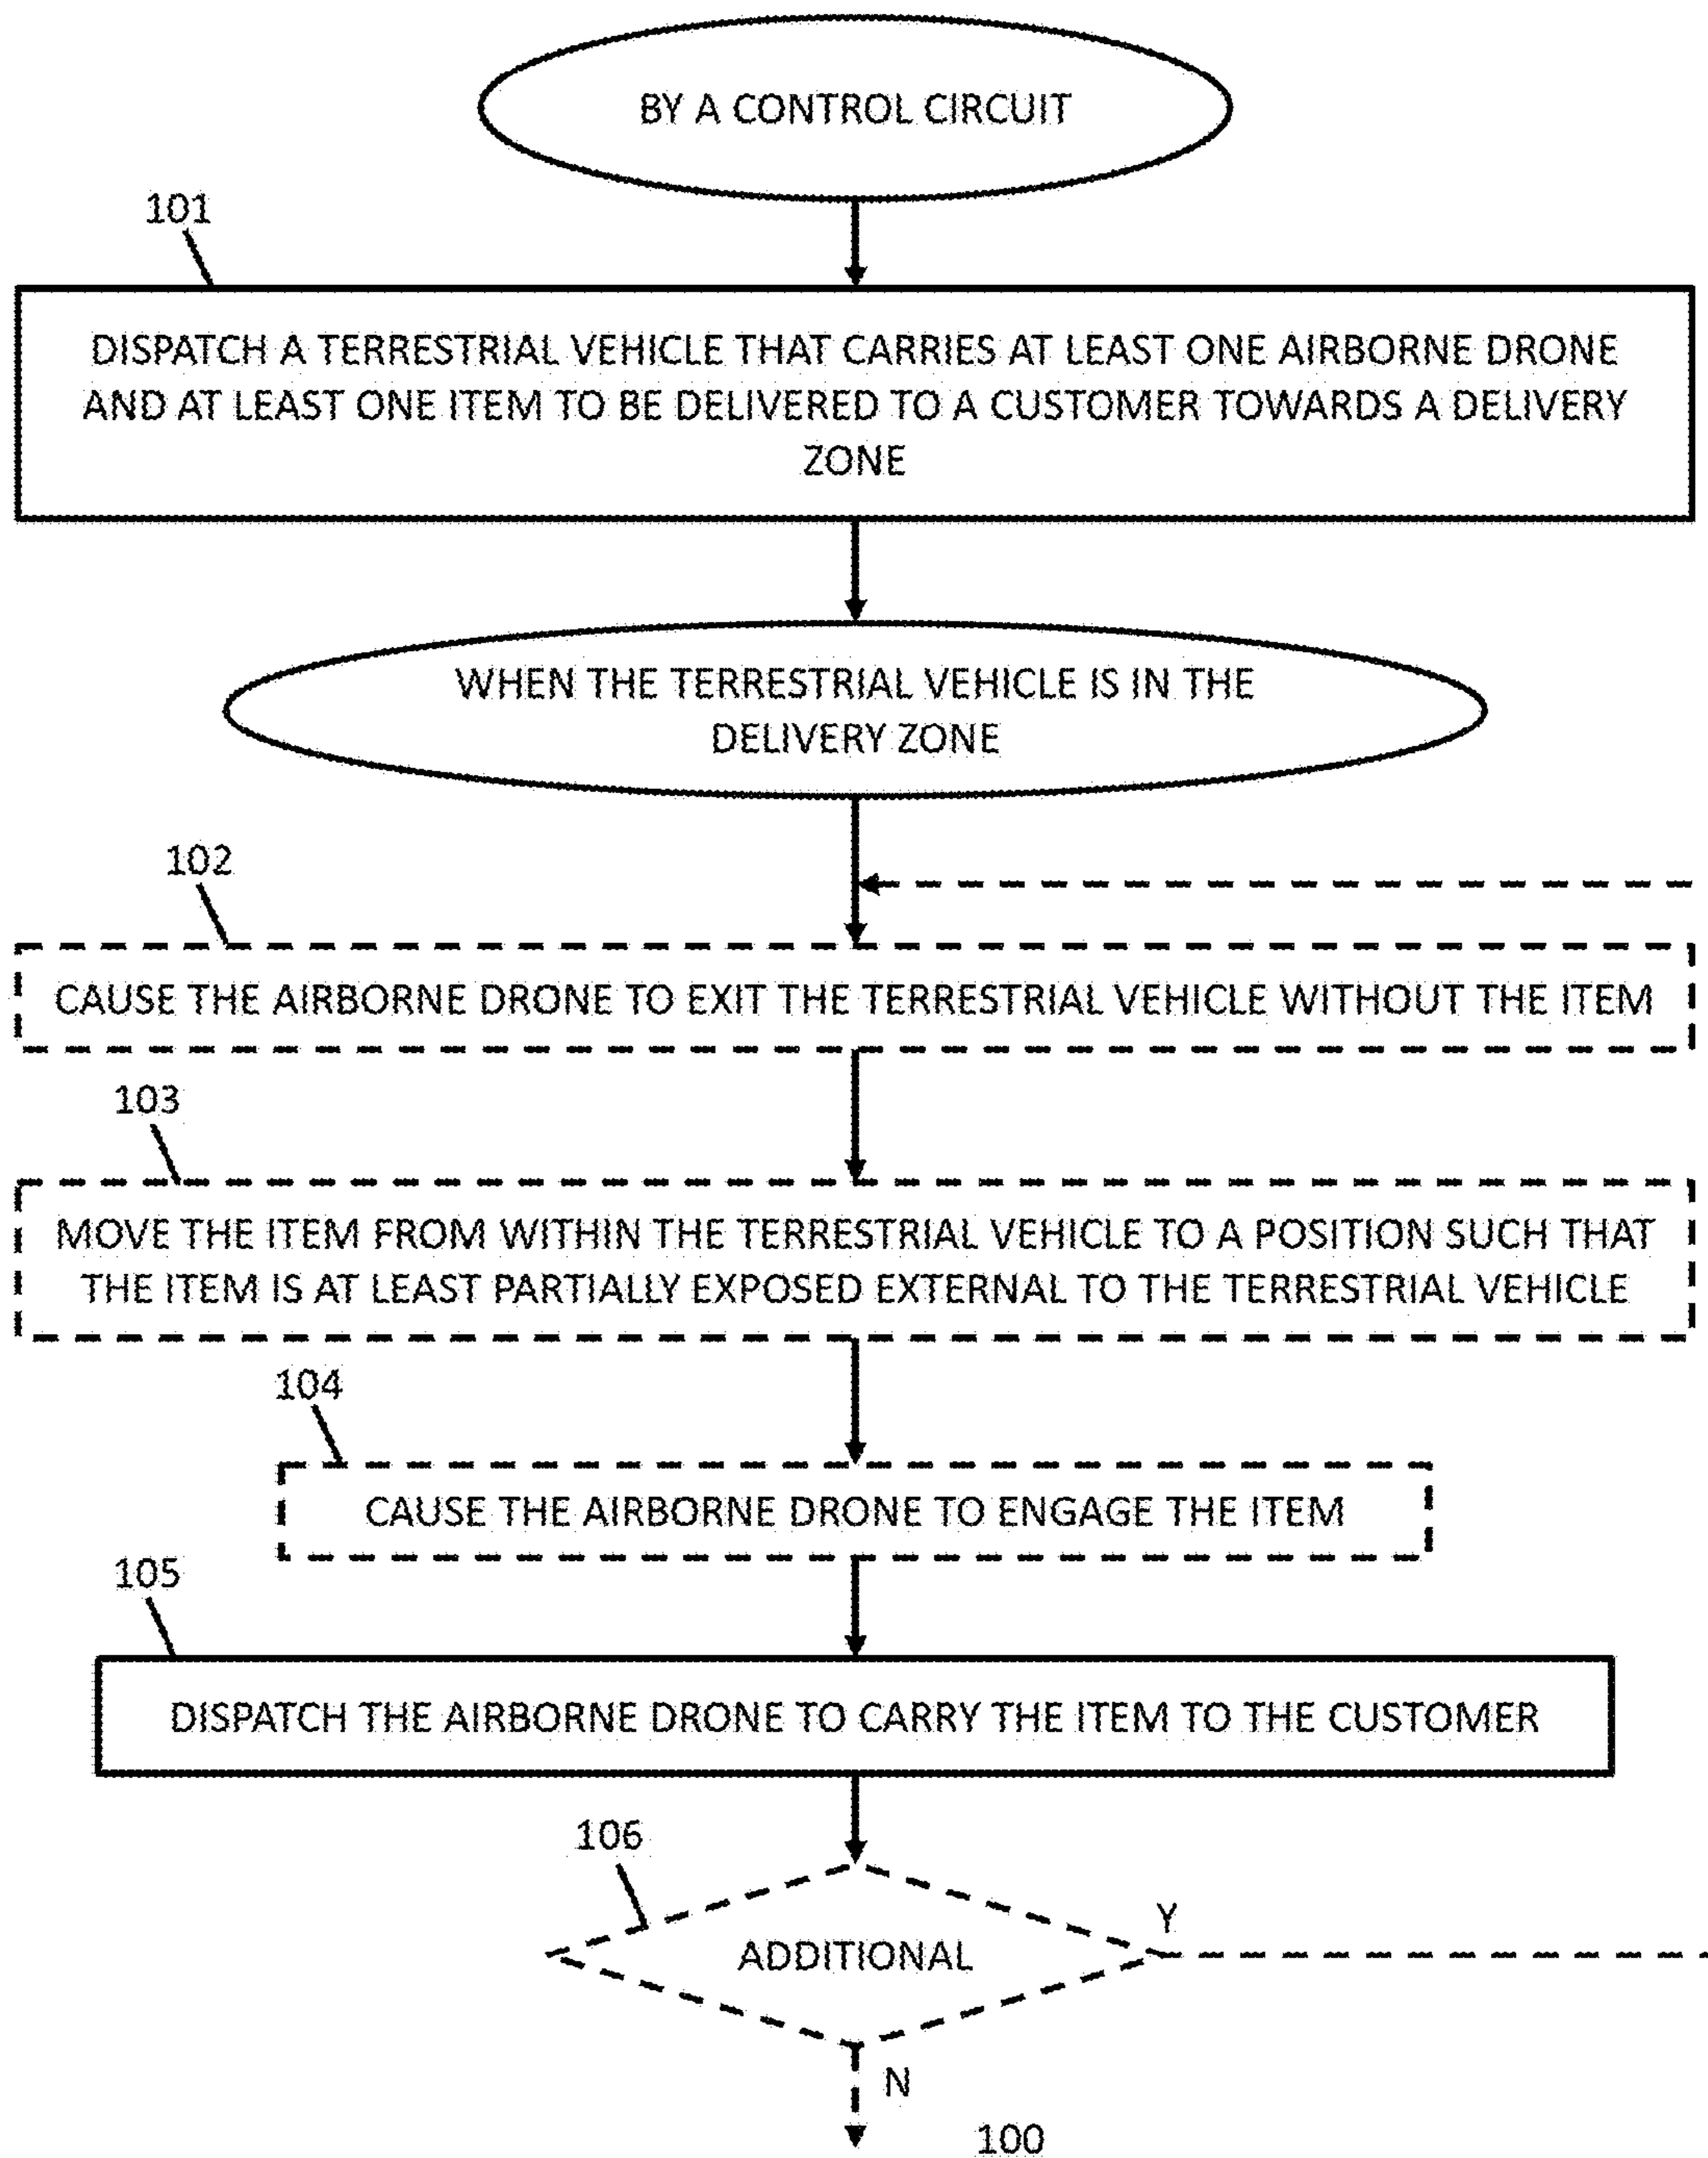 BY A CONTROL CIRCUIT
101
DISPATCH A TERRESTRIAL VEHICLE THAT CARRIES AT LEAST ONE AIRBORNE DRONE
AND AT LEAST ONE ITEM TO BE DELIVERED TO A CUSTOMER TOWARDS A DELIVERY
ZONE
WHEN THE TERRESTRIAL VEHICLE IS IN THE
DELIVERY ZONE
102
CAUSE THE AIRBORNE DRONE TO EXIT THE TERRESTRIAL VEHICLE WITHOUT THE ITEM
103
MOVE THE ITEM FROM WITHIN THE TERRESTRIAL VEHICLE TO A POSITION SUCH THAT
THE ITEM IS AT LEAST PARTIALLY EXPOSED EXTERNAL TO THE TERRESTRIAL VEHICLE
104
CAUSE THE AIRBORNE DRONE TO ENGAGE THE ITEM
105
DISPATCH THE AIRBORNE DRONE TO CARRY THE ITEM TO THE CUSTOMER
106
ADDITIONAL
Y
N
100